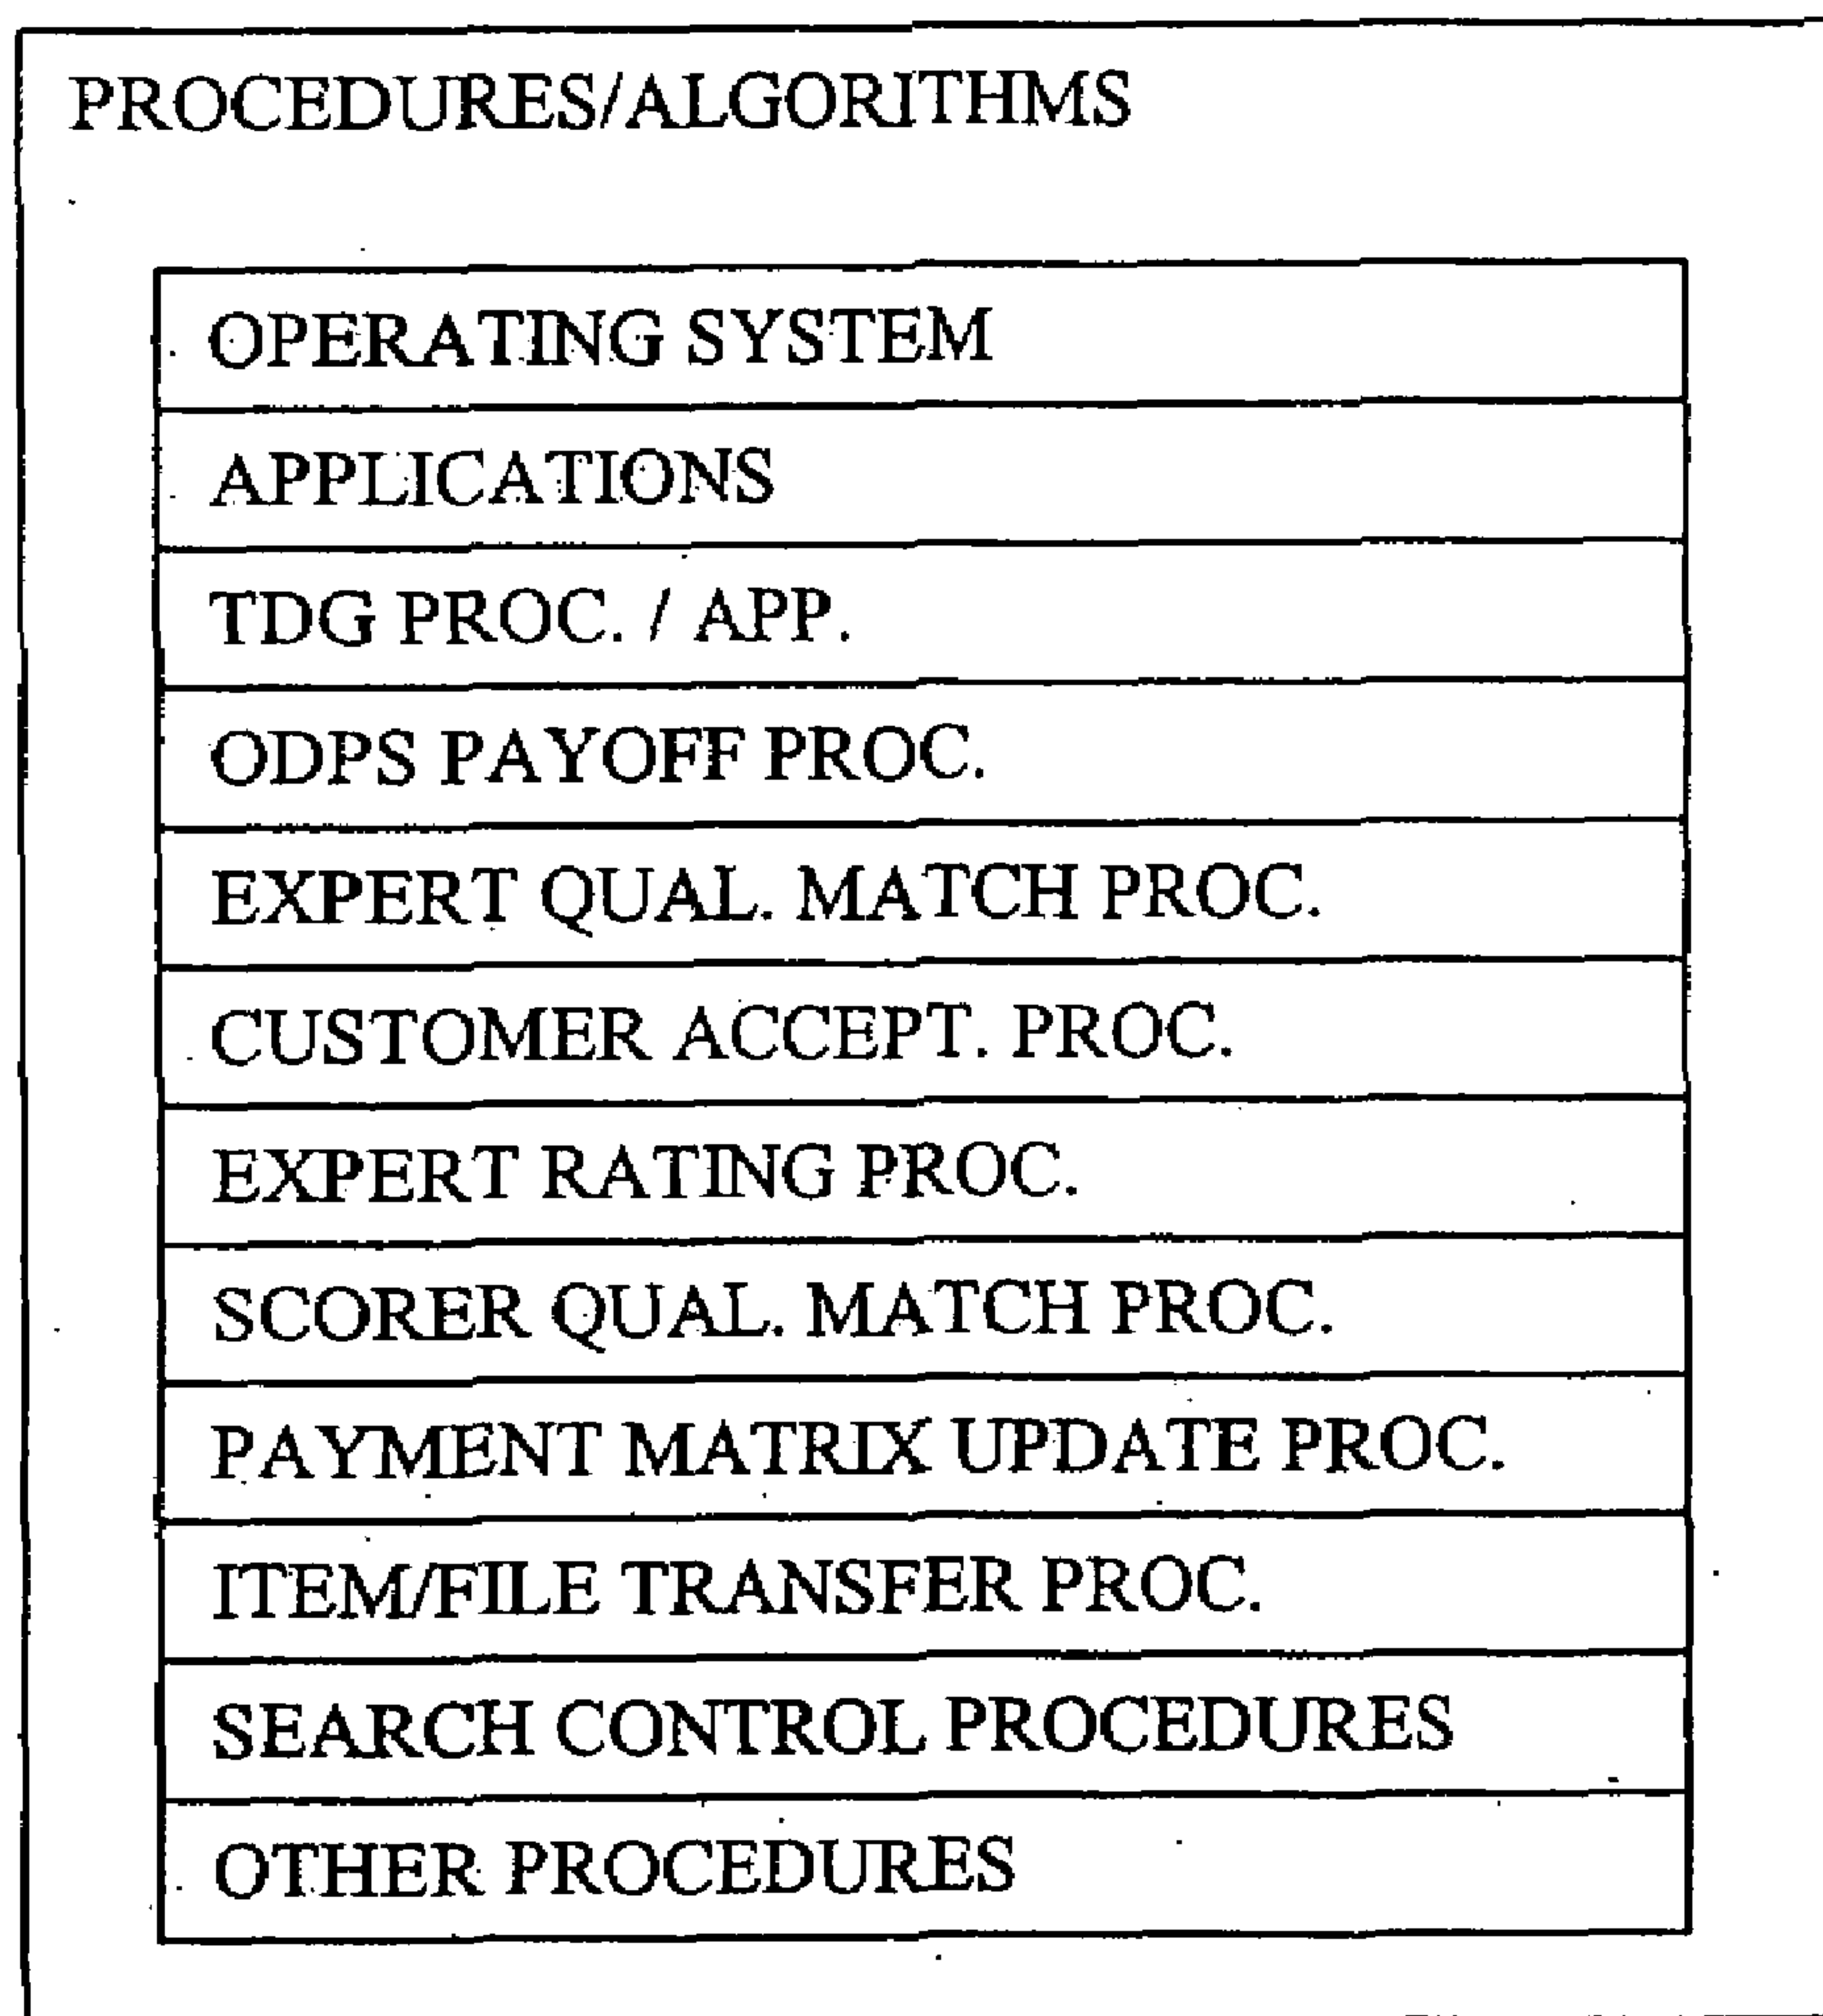 PROCEDURES/ALGORITHMS
OPERATING SYSTEM
APPLICATIONS
TDG PROC. / APP.
ODPS PAYOFF PROC.
EXPERT QUAL. MATCH PROC.
CUSTOMER ACCEPT. PROC.
EXPERT RATING PROC.
SCORER QUAL. MATCH PROC.
PAYMENT MATRIX UPDATE PROC.
ITEM/FILE TRANSFER PROC.
SEARCH CONTROL PROCEDURES
OTHER PROCEDURES